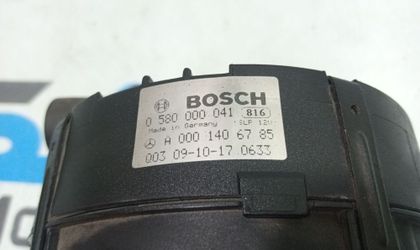 BOSCH
0 580 000 041 816
Made in Germany SLP 12V
A 000 140 67 85
003 09-10-17 0633